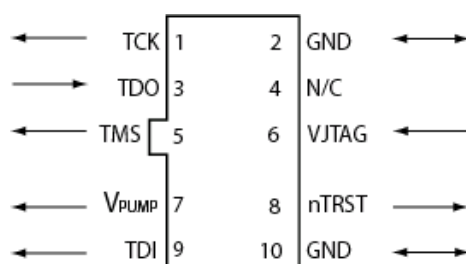 TCK 1 2 GND
TDO 3 4 N/C
TMS 5 6 VJTAG
VPUMP 7 8 nTRST
TDI 9 10 GND